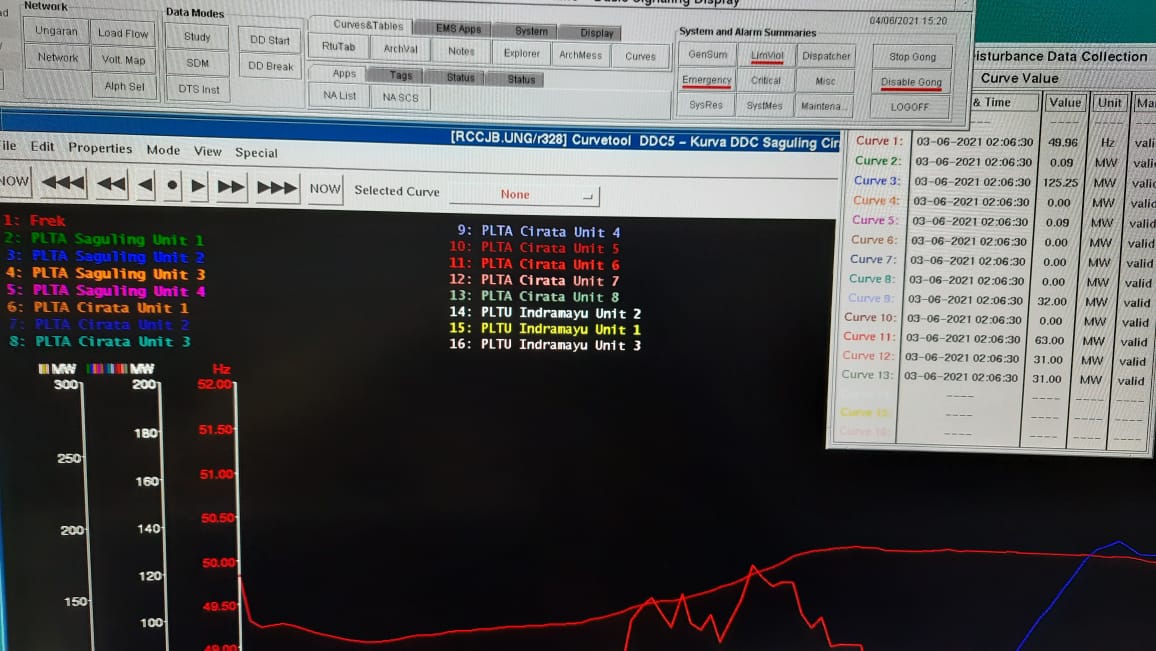 Basic Signaling Display
Network
Ungaran
Load Flow
Network
Volt. Map
Alph Sel
Data Modes
Study
DD Start
SDM
DD Break
DTS Inst
Curves&Tables
EMS Apps
System
Display
RtuTab
ArchVal
Notes
Explorer
ArchMess
Curves
Apps
Tags
Status
Status
NA List
NA SCS
04/06/2021 15:20
System and Alarm Summaries
GenSum
LimViol
Dispatcher
Stop Gong
Emergency
Critical
Misc.
Disable Gong
SysRes
SystMes
Maintena...
LOGOFF
isturbance Data Collection
Curve Value
& Time Value Unit Ma
---- ---- ----
Curve 1: 03-06-2021 02:06:30 49.96 Hz vali
Curve 2: 03-06-2021 02:06:30 0.09 MW vali
Curve 3: 03-06-2021 02:06:30 125.25 MW valid
Curve 4: 03-06-2021 02:06:30 0.00 MW valid
Curve 5: 03-06-2021 02:06:30 0.09 MW valid
Curve 6: 03-06-2021 02:06:30 0.00 MW valid
Curve 7: 03-06-2021 02:06:30 0.00 MW valid
Curve 8: 03-06-2021 02:06:30 0.00 MW valid
Curve 9: 03-06-2021 02:06:30 32.00 MW valid
Curve 10: 03-06-2021 02:06:30 0.00 MW valid
Curve 11: 03-06-2021 02:06:30 63.00 MW valid
Curve 12: 03-06-2021 02:06:30 31.00 MW valid
Curve 13: 03-06-2021 02:06:30 31.00 MW valid
---- ---- ---- ----
Curve 15: ---- ---- ---- ----
Curve 16: ---- ---- ---- ----
[RCCJB.UNG/r328] Curvetool DDC5 – Kurva DDC Saguling Cir
ile Edit Properties Mode View Special
NOW
NOW
Selected Curve
None
1: Frek
2: PLTA Saguling Unit 1
3: PLTA Saguling Unit 2
4: PLTA Saguling Unit 3
5: PLTA Saguling Unit 4
6: PLTA Cirata Unit 1
7: PLTA Cirata Unit 2
8: PLTA Cirata Unit 3
9: PLTA Cirata Unit 4
10: PLTA Cirata Unit 5
11: PLTA Cirata Unit 6
12: PLTA Cirata Unit 7
13: PLTA Cirata Unit 8
14: PLTU Indramayu Unit 2
15: PLTU Indramayu Unit 1
16: PLTU Indramayu Unit 3
MW
MW
Hz
300
200
52.00
180
51.50
250
160
51.00
200
140
50.50
120
50.00
150
100
49.50
49.00